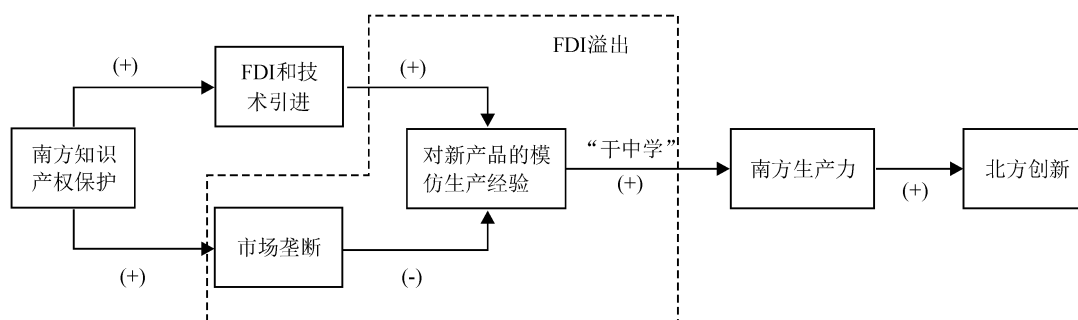 FDI溢出
(+)
FDI和技
术引进
(+)
南方知识
产权保护
对新产品的模
仿生产经验
“干中学”
(+)
南方生产力
(+)
北方创新
市场垄断
(+)
(-)